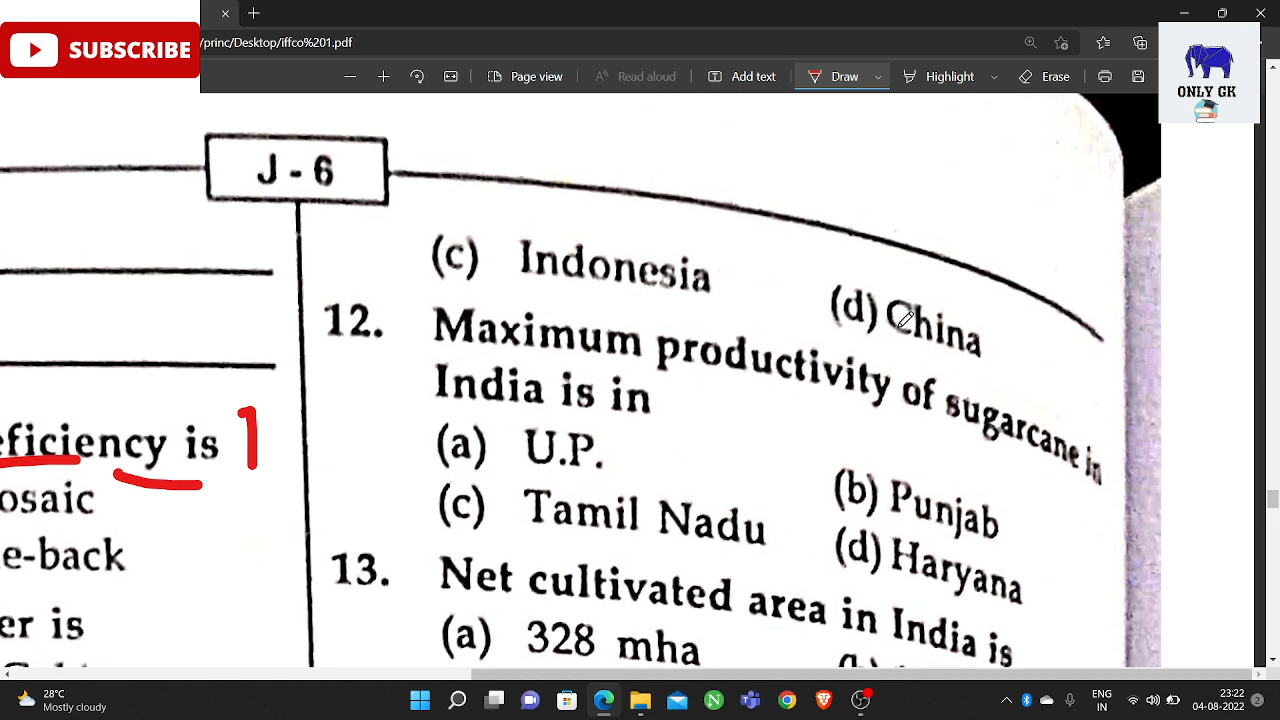 SUBSCRIBE
/princ/Desktop/iffco%201.pdf
Page view
Read aloud
Add text
Draw
Highlight
Erase
ONLY GK
J - 6
(c) Indonesia (d) China
12. Maximum productivity of sugarcane in
India is in
(a) U.P. (b) Punjab
(c) Tamil Nadu (d) Haryana
13. Net cultivated area in India is
(a) 328 mha
eficiency is 1
osaic
e-back
er is
28°C
Mostly cloudy
ENG
IN
23:22
04-08-2022
2